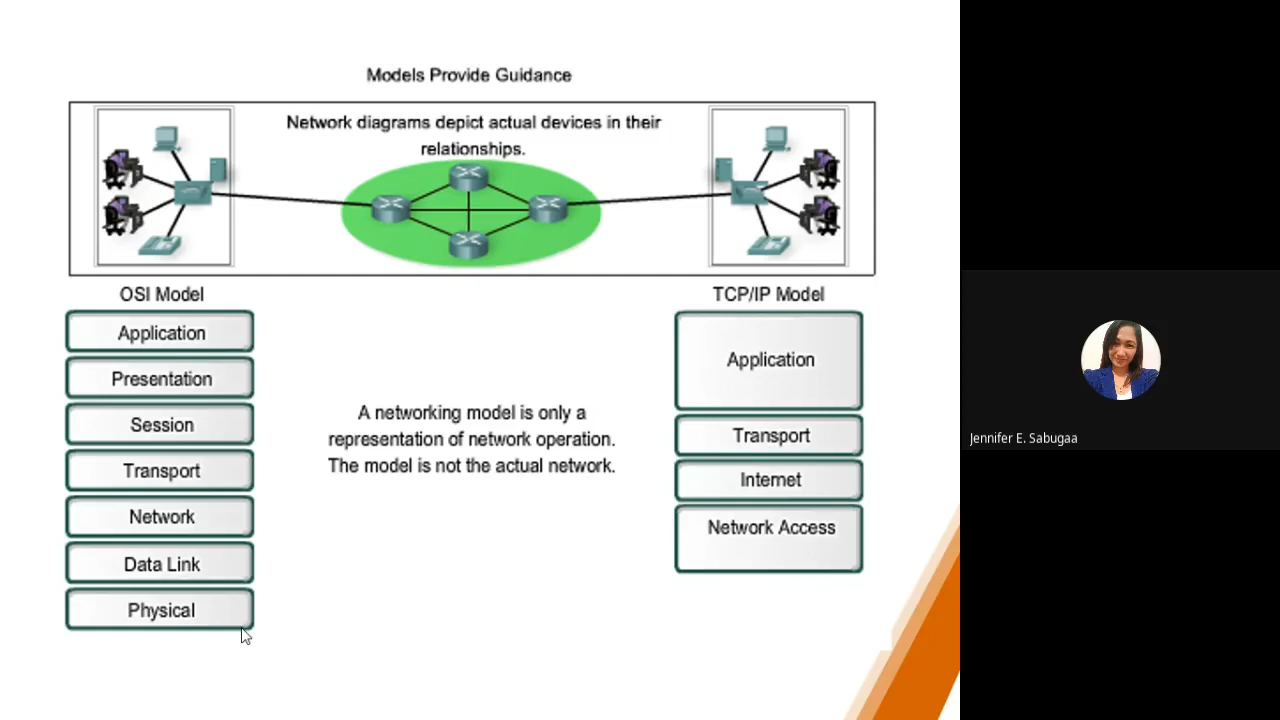 Models Provide Guidance
Network diagrams depict actual devices in their
relationships.
OSI Model
Application
Presentation
Session
Transport
Network
Data Link
Physical
A networking model is only a
representation of network operation.
The model is not the actual network.
TCP/IP Model
Application
Transport
Internet
Network Access
Jennifer E. Sabugaa